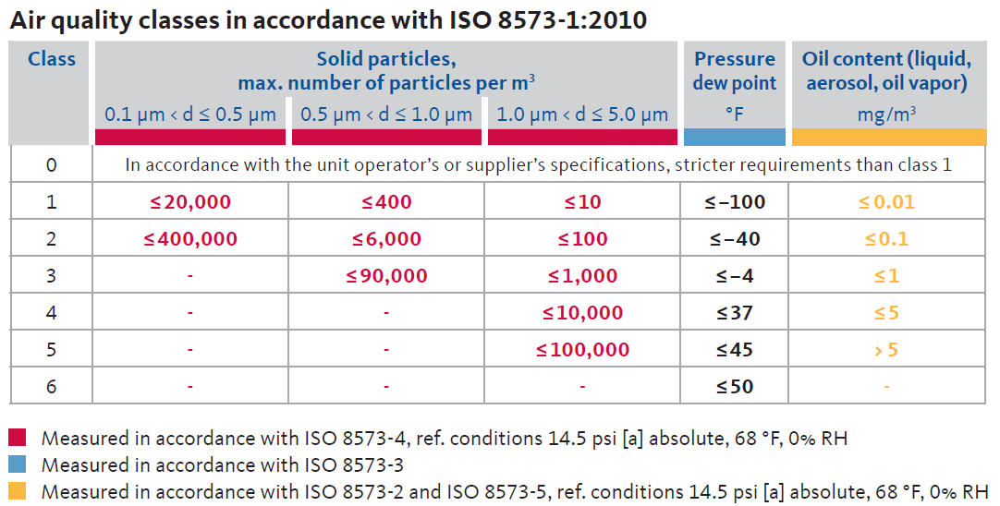 Air quality classes in accordance with ISO 8573-1:2010
Class
Solid particles,
max. number of particles per m³
Pressure
dew point
Oil content (liquid,
aerosol, oil vapor)
0.1 µm < d ≤ 0.5 µm 0.5 µm < d ≤ 1.0 µm 1.0 µm < d ≤ 5.0 µm °F mg/m³
0 In accordance with the unit operator’s or supplier’s specifications, stricter requirements than class 1
1 ≤20,000 ≤400 ≤10 ≤–100 ≤0.01
2 ≤400,000 ≤6,000 ≤100 ≤–40 ≤0.1
3 - ≤90,000 ≤1,000 ≤–4 ≤1
4 - - ≤10,000 ≤37 ≤5
5 - - ≤100,000 ≤45 >5
6 - - - ≤50 -
Measured in accordance with ISO 8573-4, ref. conditions 14.5 psi [a] absolute, 68 °F, 0% RH
Measured in accordance with ISO 8573-3
Measured in accordance with ISO 8573-2 and ISO 8573-5, ref. conditions 14.5 psi [a] absolute, 68 °F, 0% RH